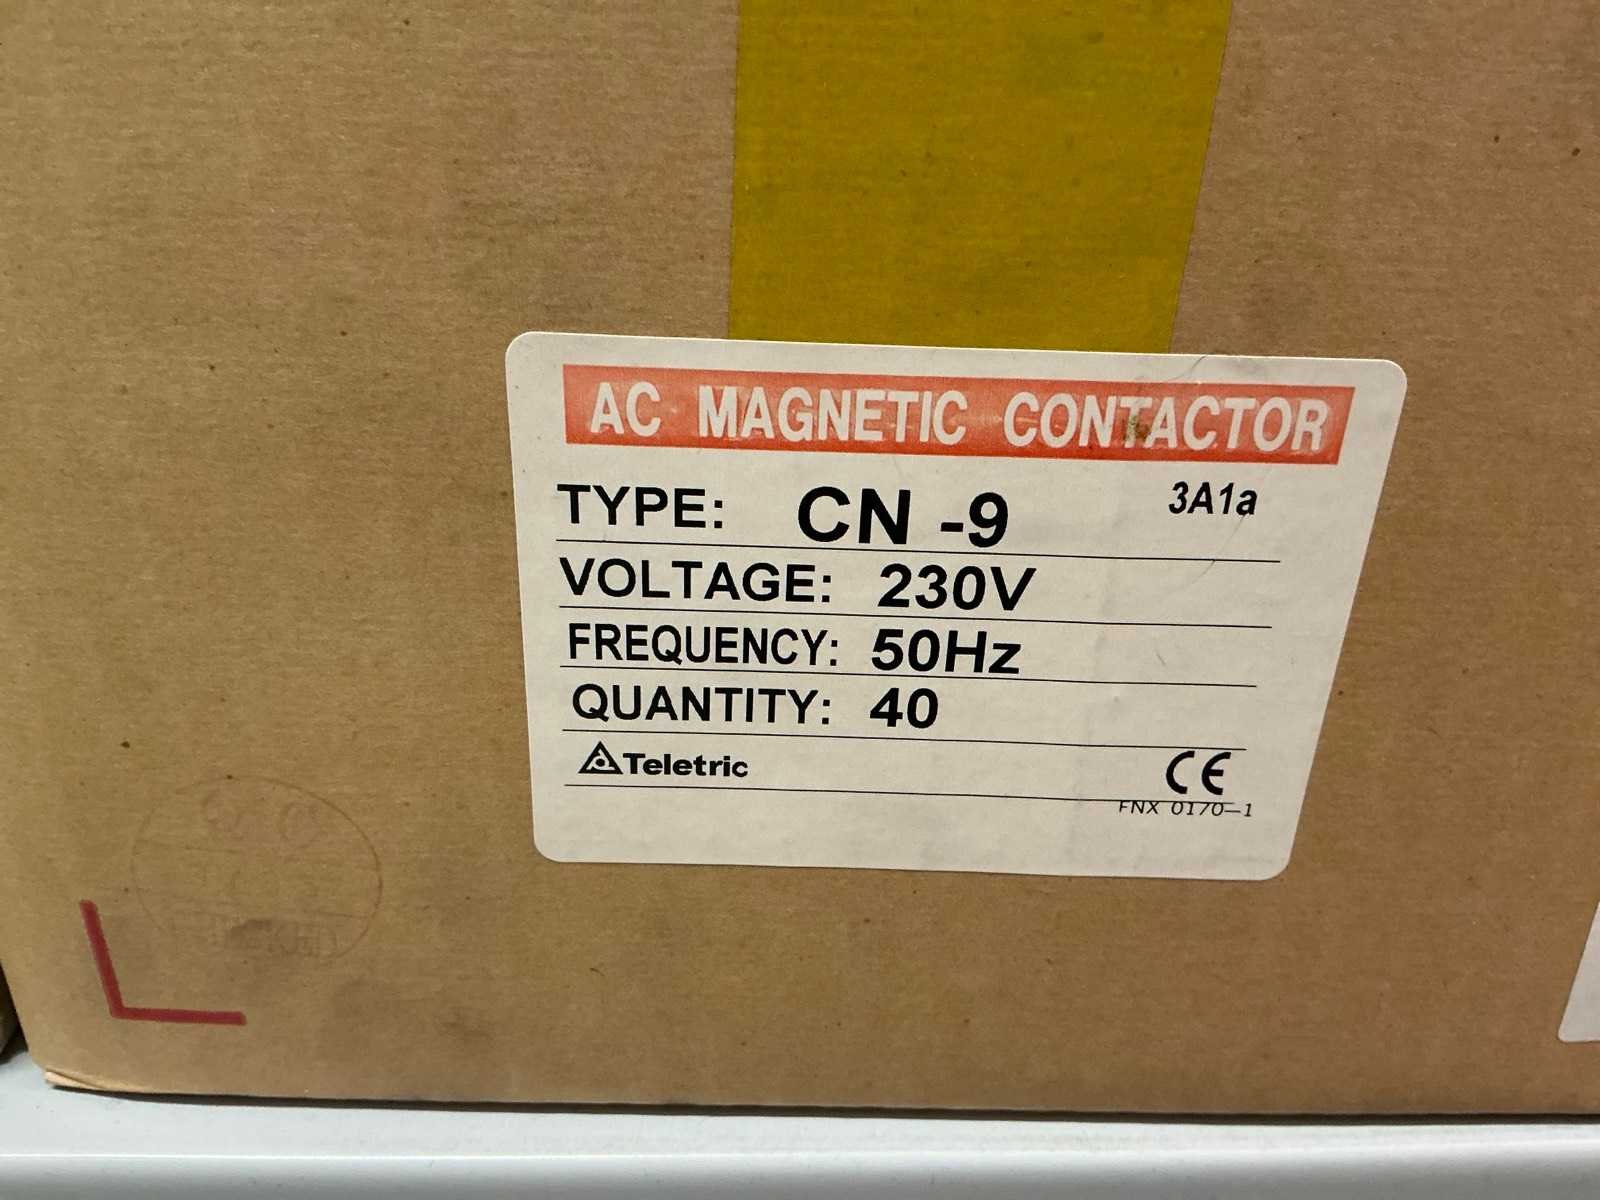 AC MAGNETIC CONTACTOR
TYPE: CN -9 3A1a
VOLTAGE: 230V
FREQUENCY: 50Hz
QUANTITY: 40
Teletric CE
FNX 0170-1